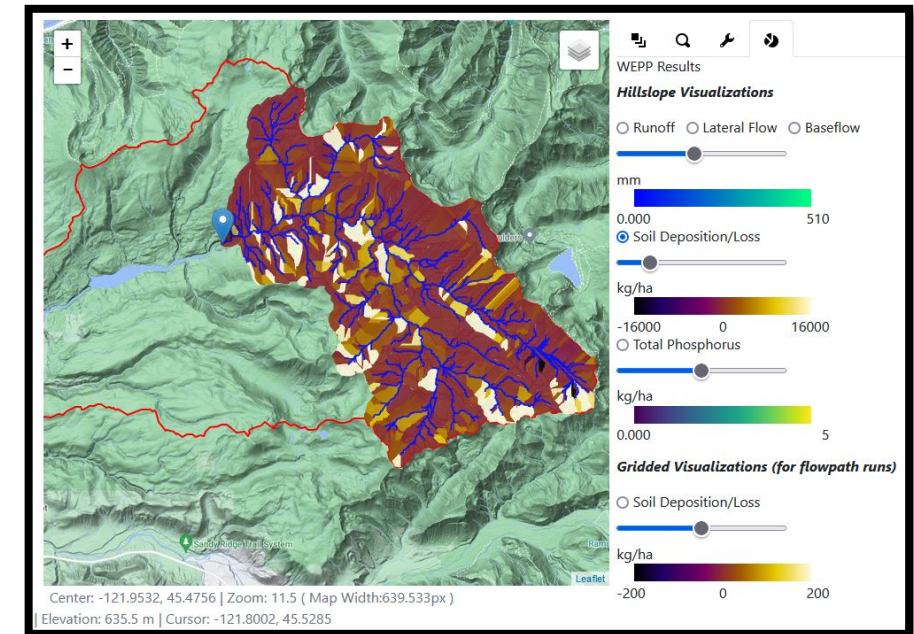 +
−
ulders
Sandy Ridge Trail System
Leaflet
Center: -121.9532, 45.4756 | Zoom: 11.5 ( Map Width:639.533px )
| Elevation: 635.5 m | Cursor: -121.8002, 45.5285
WEPP Results
Hillslope Visualizations
Runoff Lateral Flow Baseflow
mm
0.000 510
Soil Deposition/Loss
kg/ha
-16000 0 16000
Total Phosphorus
kg/ha
0.000 5
Gridded Visualizations (for flowpath runs)
Soil Deposition/Loss
kg/ha
-200 0 200